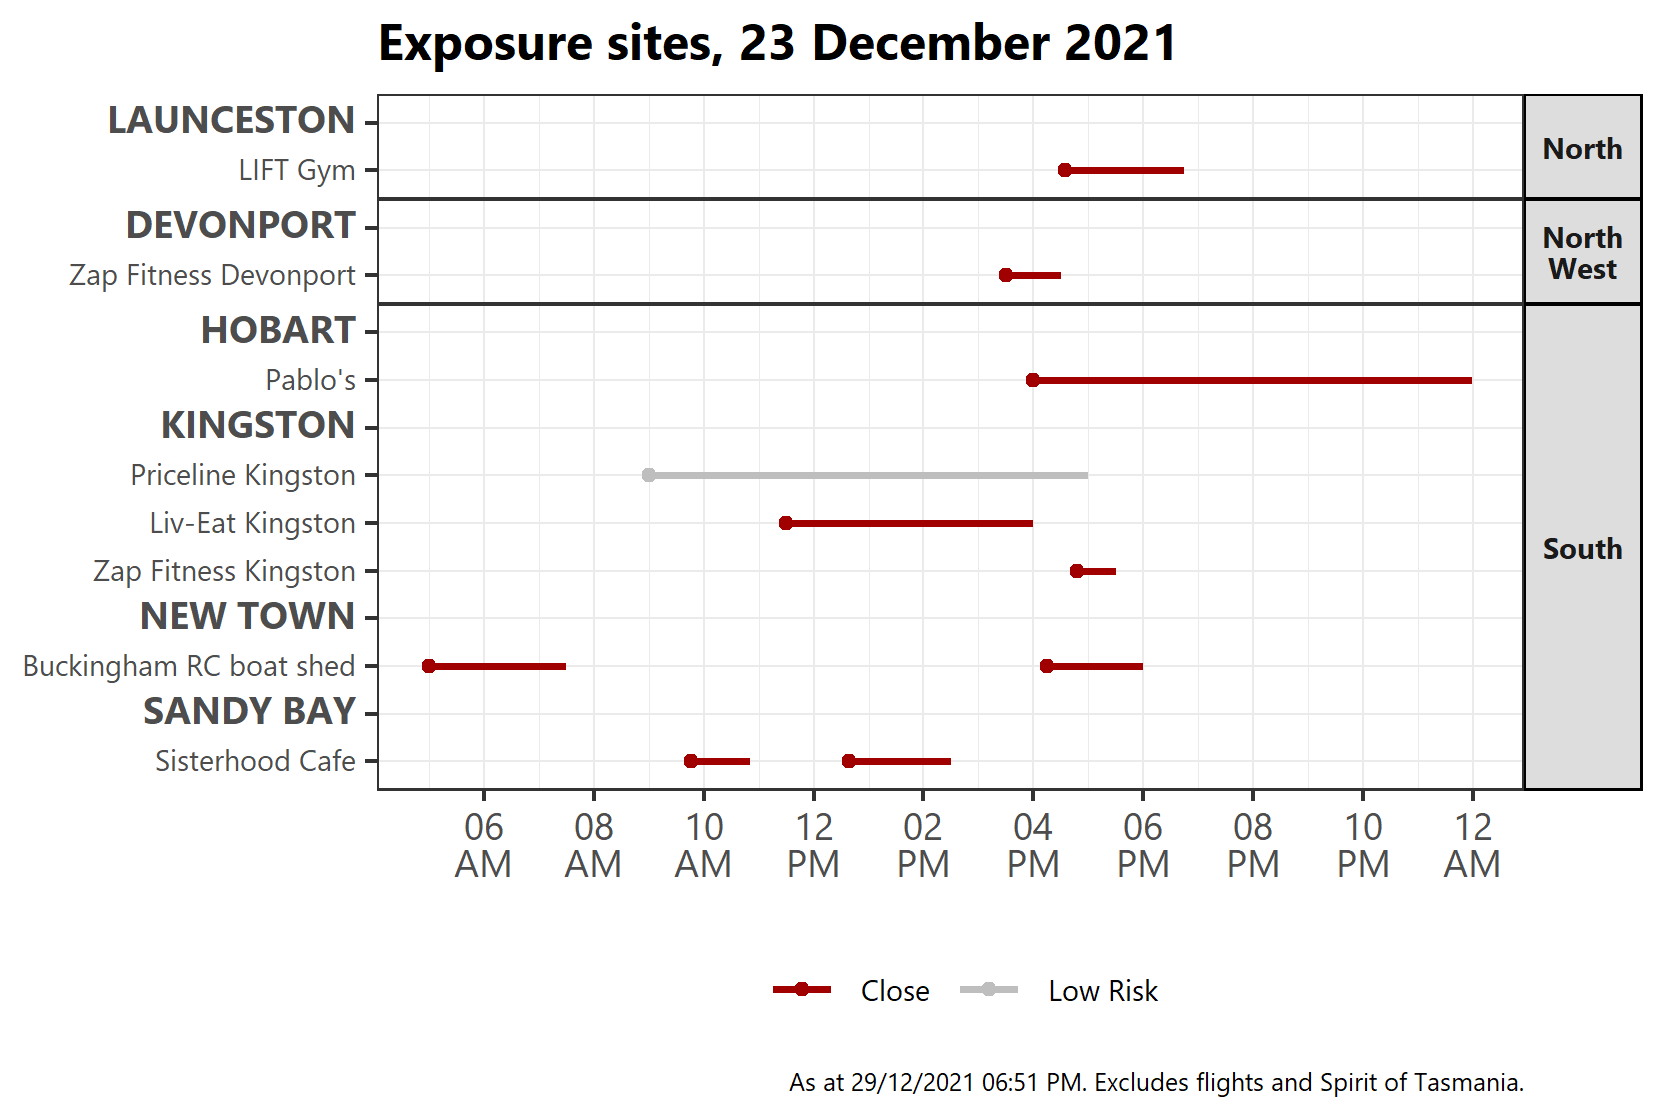 Exposure sites, 23 December 2021
LAUNCESTON
LIFT Gym
North
DEVONPORT
Zap Fitness Devonport
North
West
HOBART
Pablo's
KINGSTON
Priceline Kingston
Liv-Eat Kingston
Zap Fitness Kingston
NEW TOWN
Buckingham RC boat shed
SANDY BAY
Sisterhood Cafe
South
06 08 10 12 02 04 06 08 10 12
AM AM AM PM PM PM PM PM PM AM
Close Low Risk
As at 29/12/2021 06:51 PM. Excludes flights and Spirit of Tasmania.